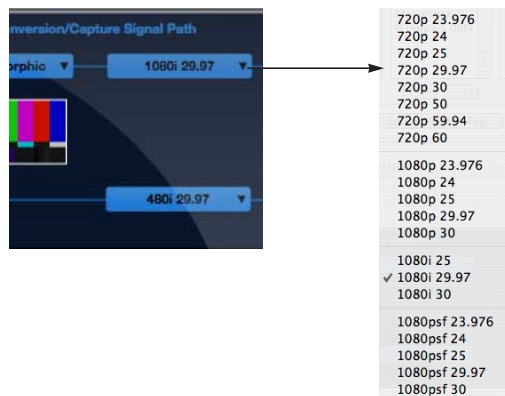 onversion/Capture Signal Path
orphic
1080i 29.97
480i 29.97
720p 23.976
720p 24
720p 25
720p 29.97
720p 30
720p 50
720p 59.94
720p 60
1080p 23.976
1080p 24
1080p 25
1080p 29.97
1080p 30
1080i 25
✓ 1080i 29.97
1080i 30
1080psf 23.976
1080psf 24
1080psf 25
1080psf 29.97
1080psf 30